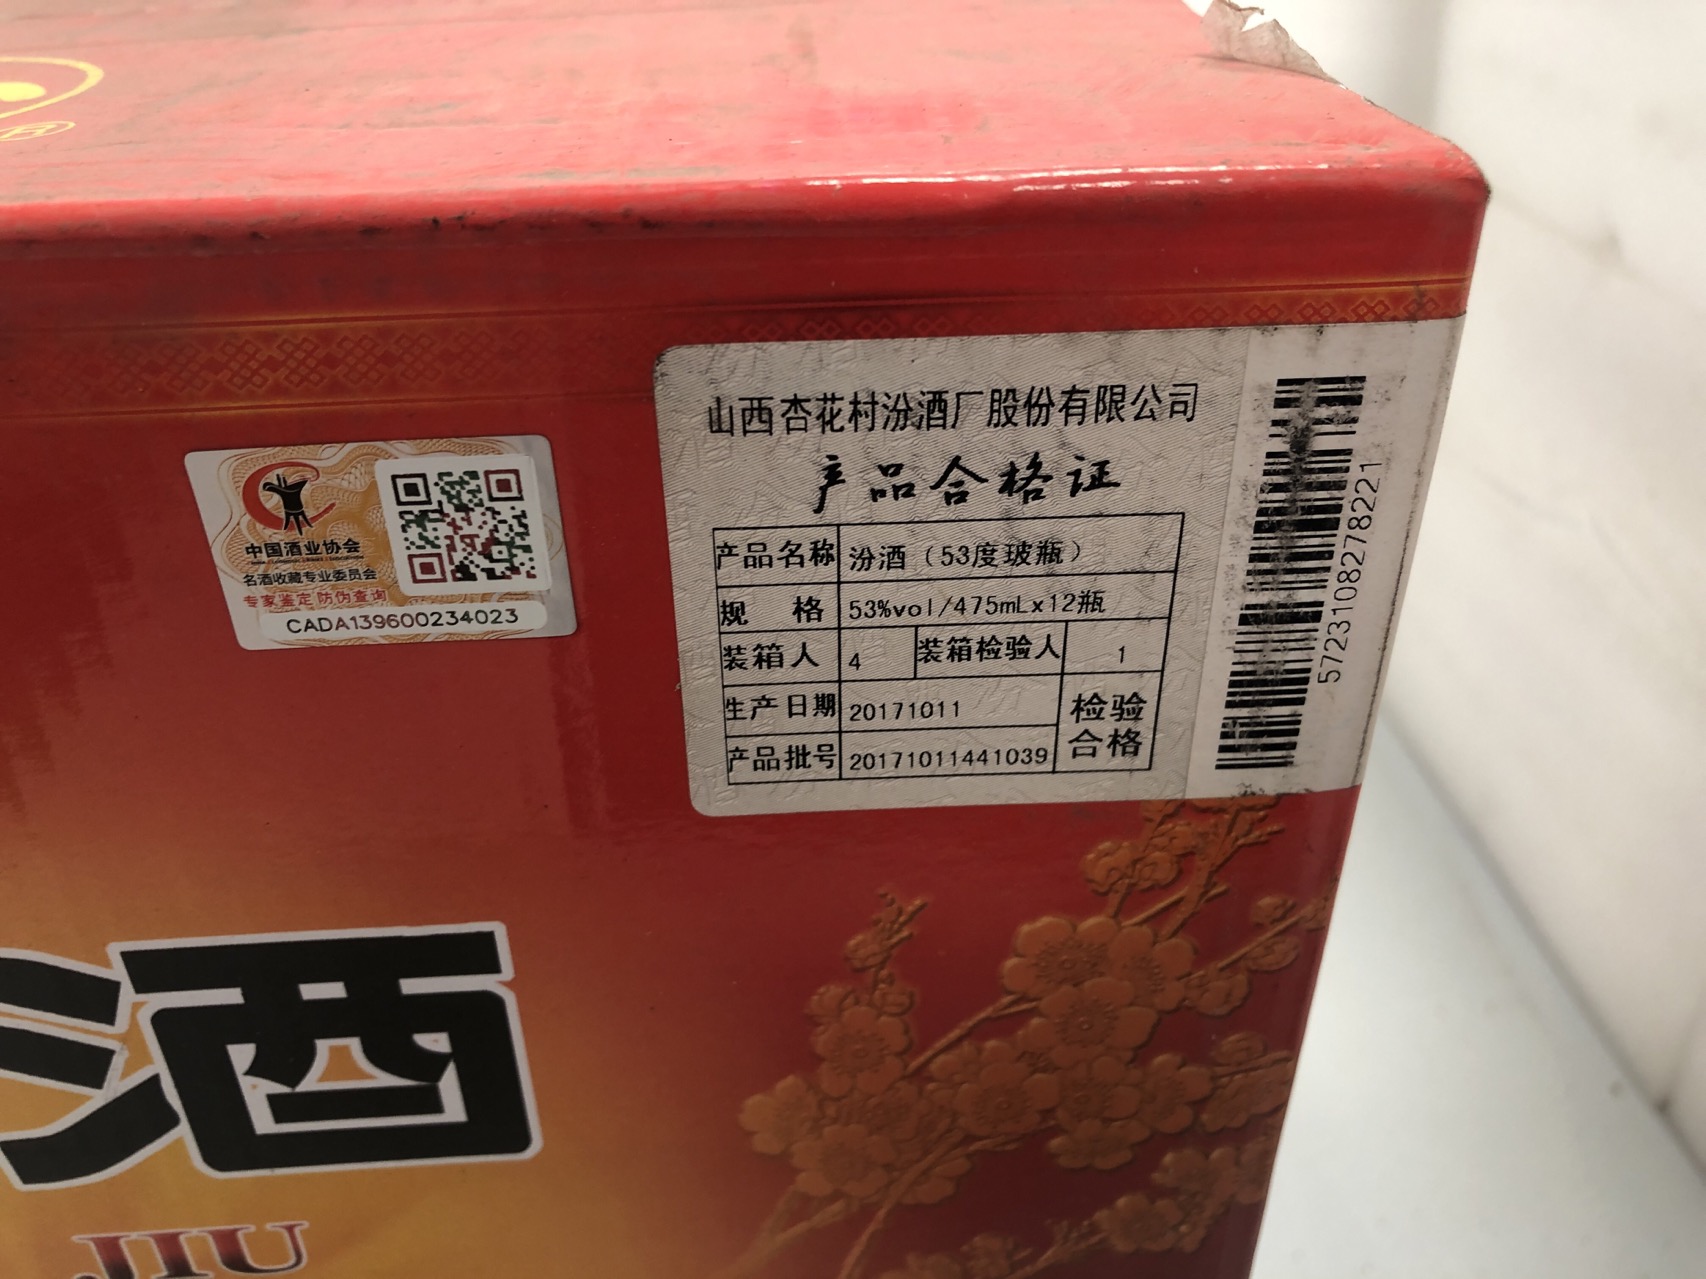 ®
中国酒业协会
名酒收藏专业委员会
专家鉴定 防伪查询
CADA139600234023
山西杏花村汾酒厂股份有限公司
产品合格证
产品名称 汾酒（53度玻瓶）
规 格 53%vol/475mLx12瓶
装箱人 4 装箱检验人 1
生产日期 20171011 检验
产品批号 20171011441039 合格
572310827 8221
酒
JIU